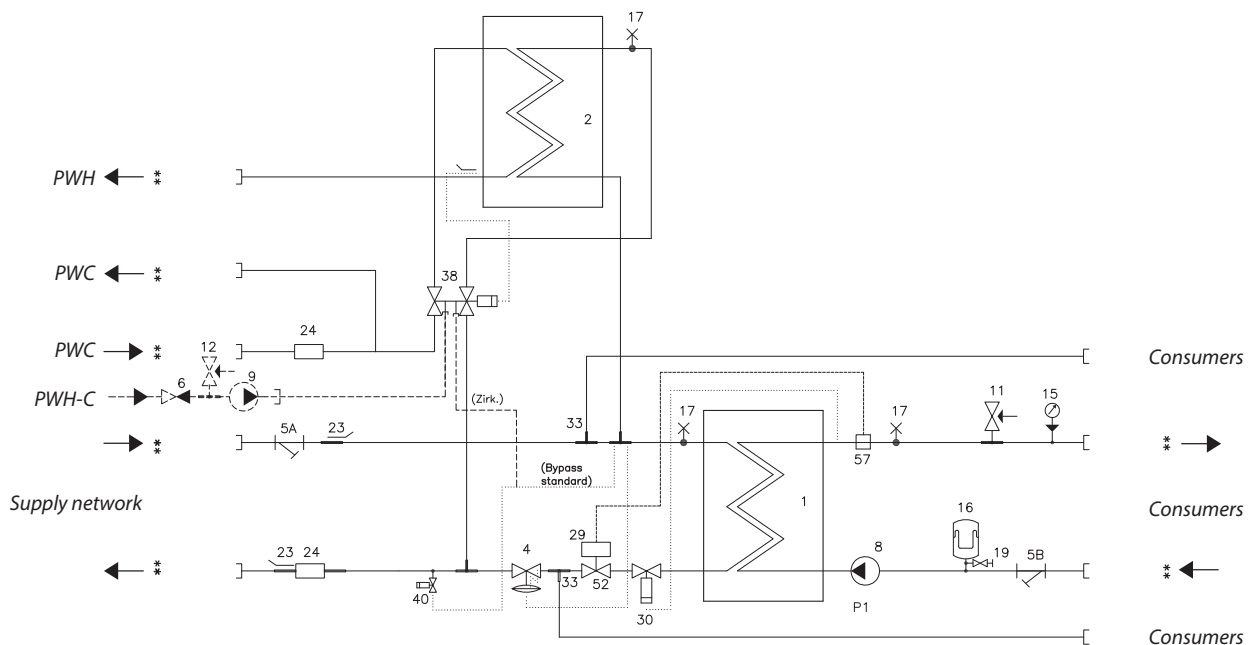 17
2
PWH **
PWC **
38
PWC ** 24
12
PWH-C 6 9
Consumers
(Zirk.)
** 5A 23
33 17 57 17 11 15 **
(Bypass
standard)
Supply network
1
Consumers
29
16
** 23 24
4
8
19 5B **
40
33 52
30
P1
Consumers